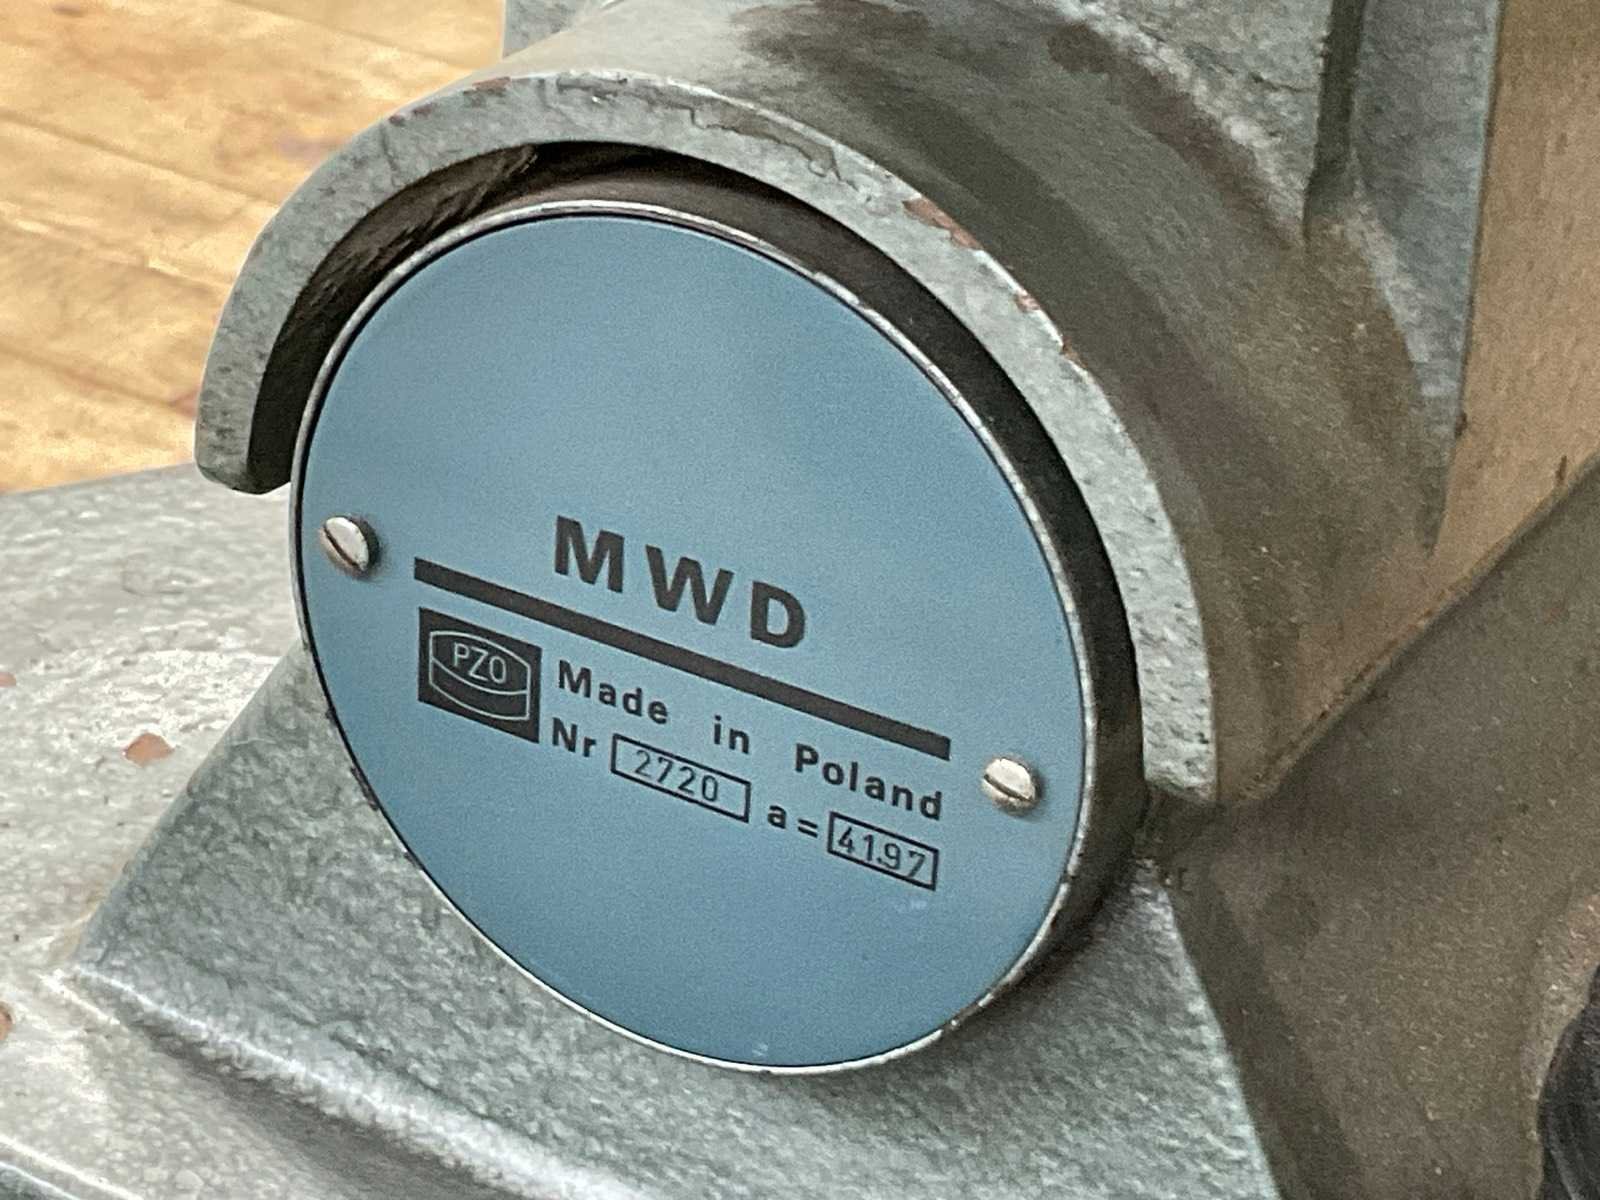 MWD
PZO
Made in Poland
Nr 2720 a= 41.97